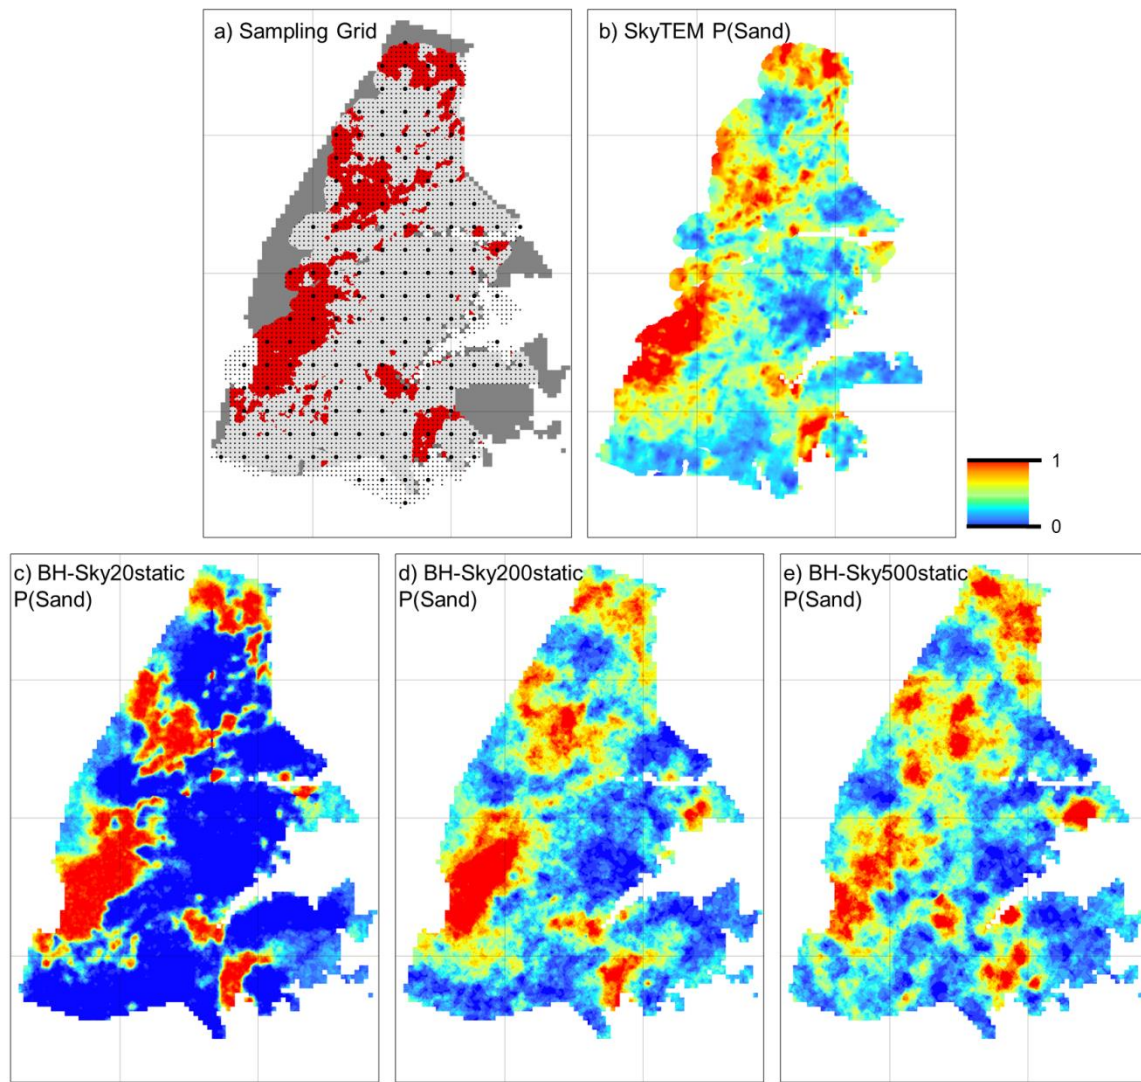 a) Sampling Grid
b) SkyTEM P(Sand)
1
0
c) BH-Sky20static
P(Sand)
d) BH-Sky200static
P(Sand)
e) BH-Sky500static
P(Sand)